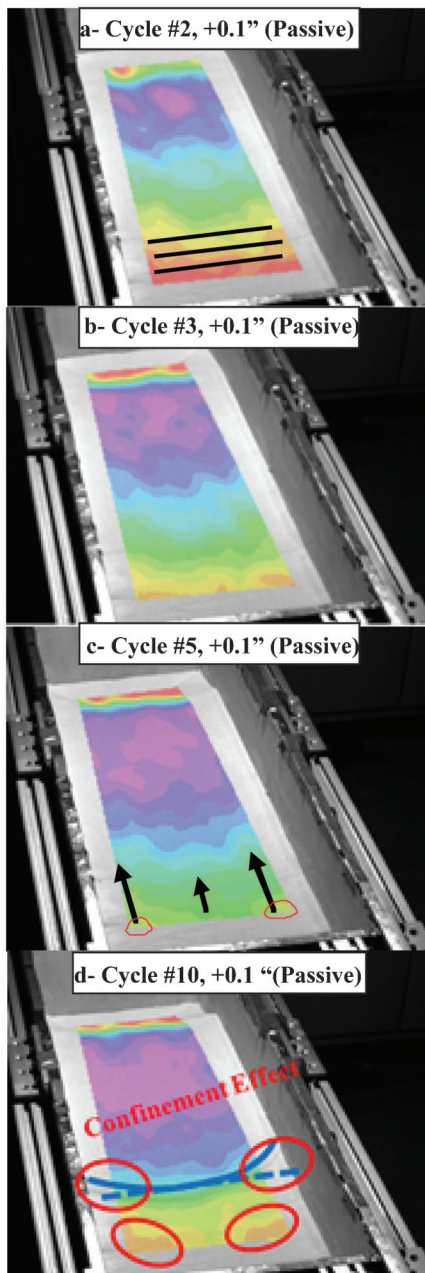 a- Cycle #2, +0.1” (Passive)
b- Cycle #3, +0.1” (Passive)
c- Cycle #5, +0.1” (Passive)
d- Cycle #10, +0.1 “(Passive)
Confinement Effect